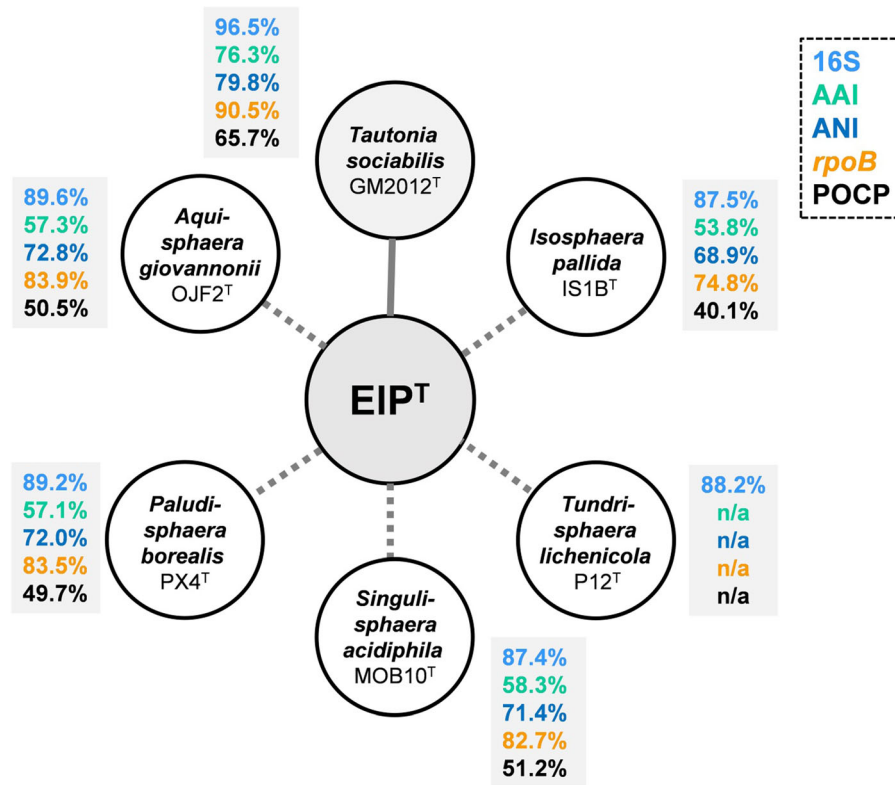 96.5%
76.3%
79.8%
90.5%
65.7%
Tautonia
sociabilis
GM2012ᵀ
16S
AAI
ANI
rpoB
POCP
89.6%
57.3%
72.8%
83.9%
50.5%
Aqui-
sphaera
giovannonii
OJF2ᵀ
Isosphaera
pallida
IS1Bᵀ
87.5%
53.8%
68.9%
74.8%
40.1%
EIPᵀ
89.2%
57.1%
72.0%
83.5%
49.7%
Paludi-
sphaera
borealis
PX4ᵀ
Singuli-
sphaera
acidiphila
MOB10ᵀ
87.4%
58.3%
71.4%
82.7%
51.2%
Tundri-
sphaera
lichenicola
P12ᵀ
88.2%
n/a
n/a
n/a
n/a